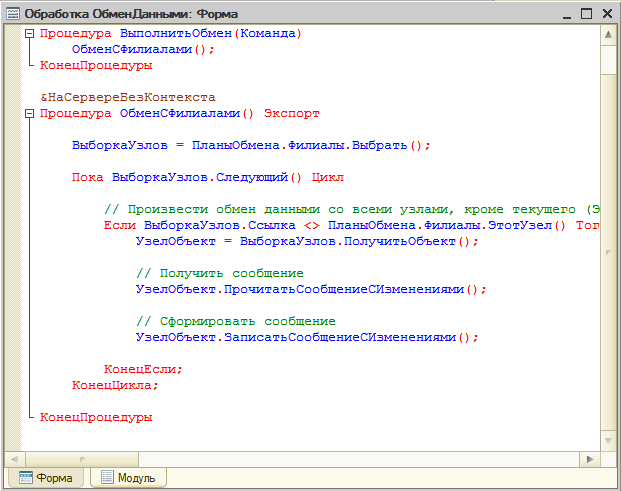 Обработка ОбменДанными: Форма
Процедура ВыполнитьОбмен(Команда)
ОбменСФилиалами();
КонецПроцедуры
&НаСервереБезКонтекста
Процедура ОбменСФилиалами() Экспорт
ВыборкаУзлов = ПланыОбмена.Филиалы.Выбрать();
Пока ВыборкаУзлов.Следующий() Цикл
// Произвести обмен данными со всеми узлами, кроме текущего (Э
Если ВыборкаУзлов.Ссылка <> ПланыОбмена.Филиалы.ЭтотУзел() Тог
УзелОбъект = ВыборкаУзлов.ПолучитьОбъект();
// Получить сообщение
УзелОбъект.ПрочитатьСообщениеСИзменениями();
// Сформировать сообщение
УзелОбъект.ЗаписатьСообщениеСИзменениями();
КонецЕсли;
КонецЦикла;
КонецПроцедуры
Форма Модуль